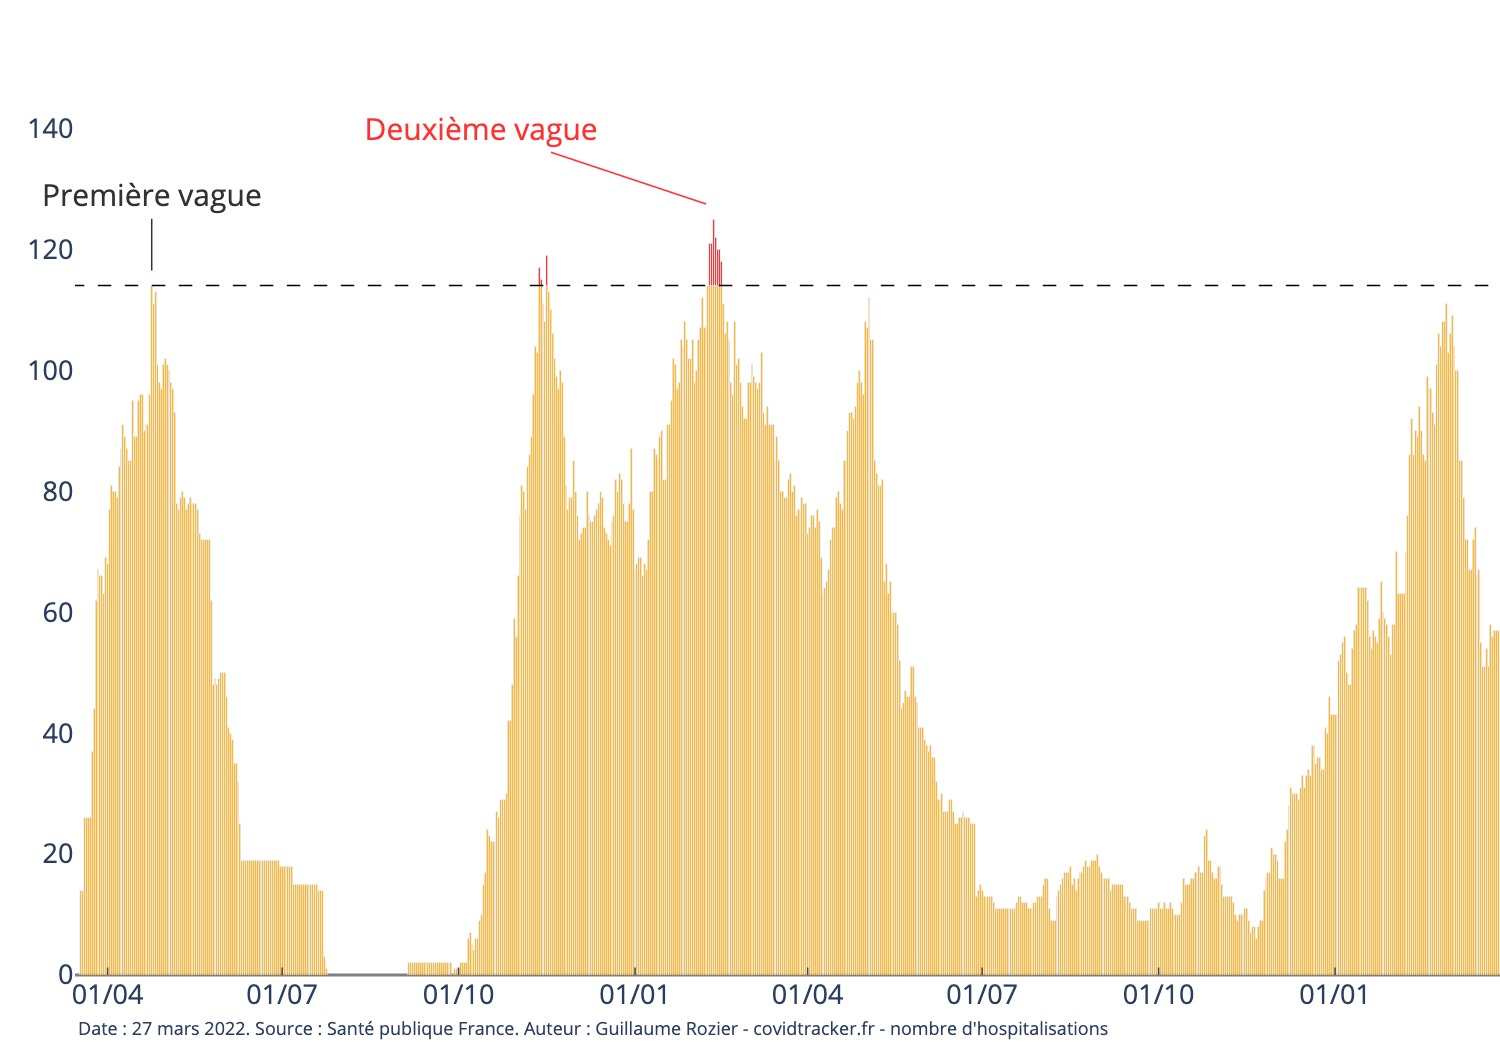 140
Deuxième vague
Première vague
120
100
80
60
40
20
0
01/04 01/07 01/10 01/01 01/04 01/07 01/10 01/01
Date : 27 mars 2022. Source : Santé publique France. Auteur : Guillaume Rozier - covidtracker.fr - nombre d'hospitalisations